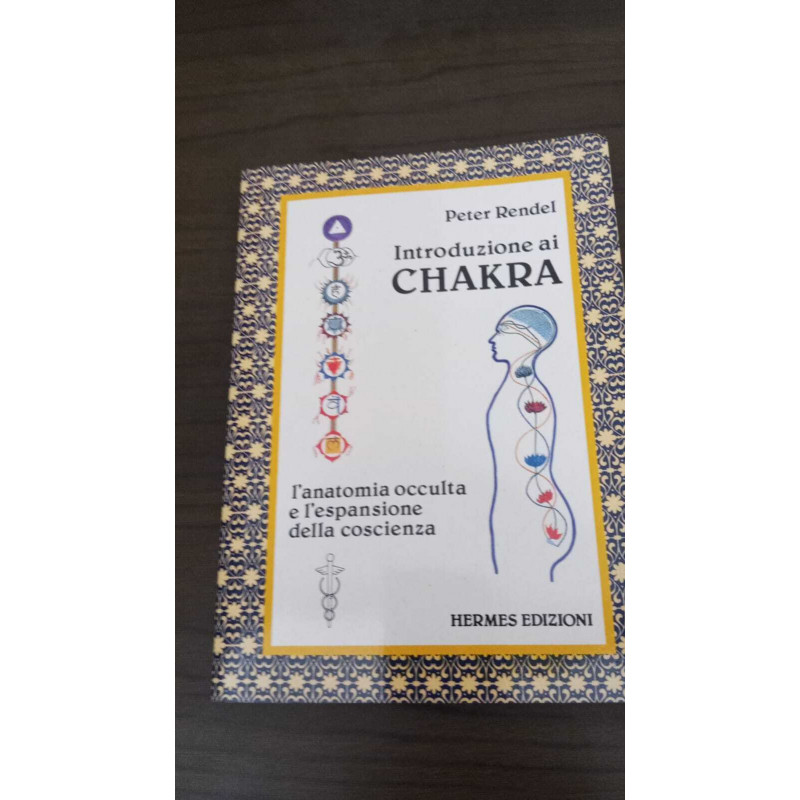 Peter Rendel
Introduzione ai
CHAKRA
l'anatomia occulta
e l'espansione
della coscienza
HERMES EDIZIONI